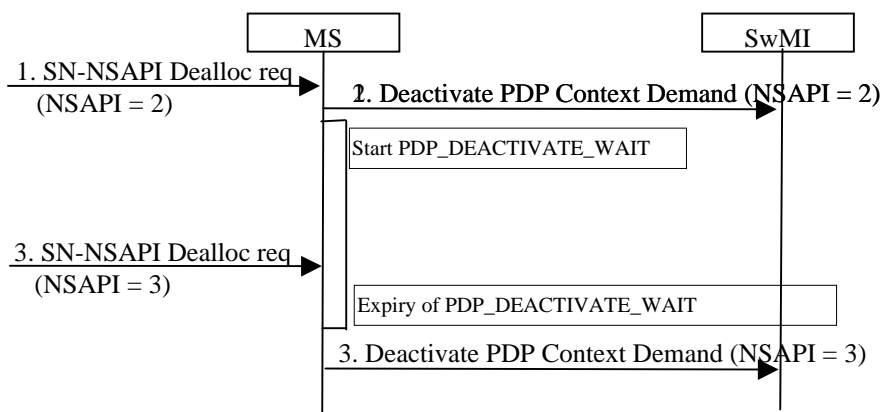 MS
SwMI
1. SN-NSAPI Dealloc req
(NSAPI = 2)
2. Deactivate PDP Context Demand (NSAPI = 2)
Start PDP_DEACTIVATE_WAIT
3. SN-NSAPI Dealloc req
(NSAPI = 3)
Expiry of PDP_DEACTIVATE_WAIT
3. Deactivate PDP Context Demand (NSAPI = 3)